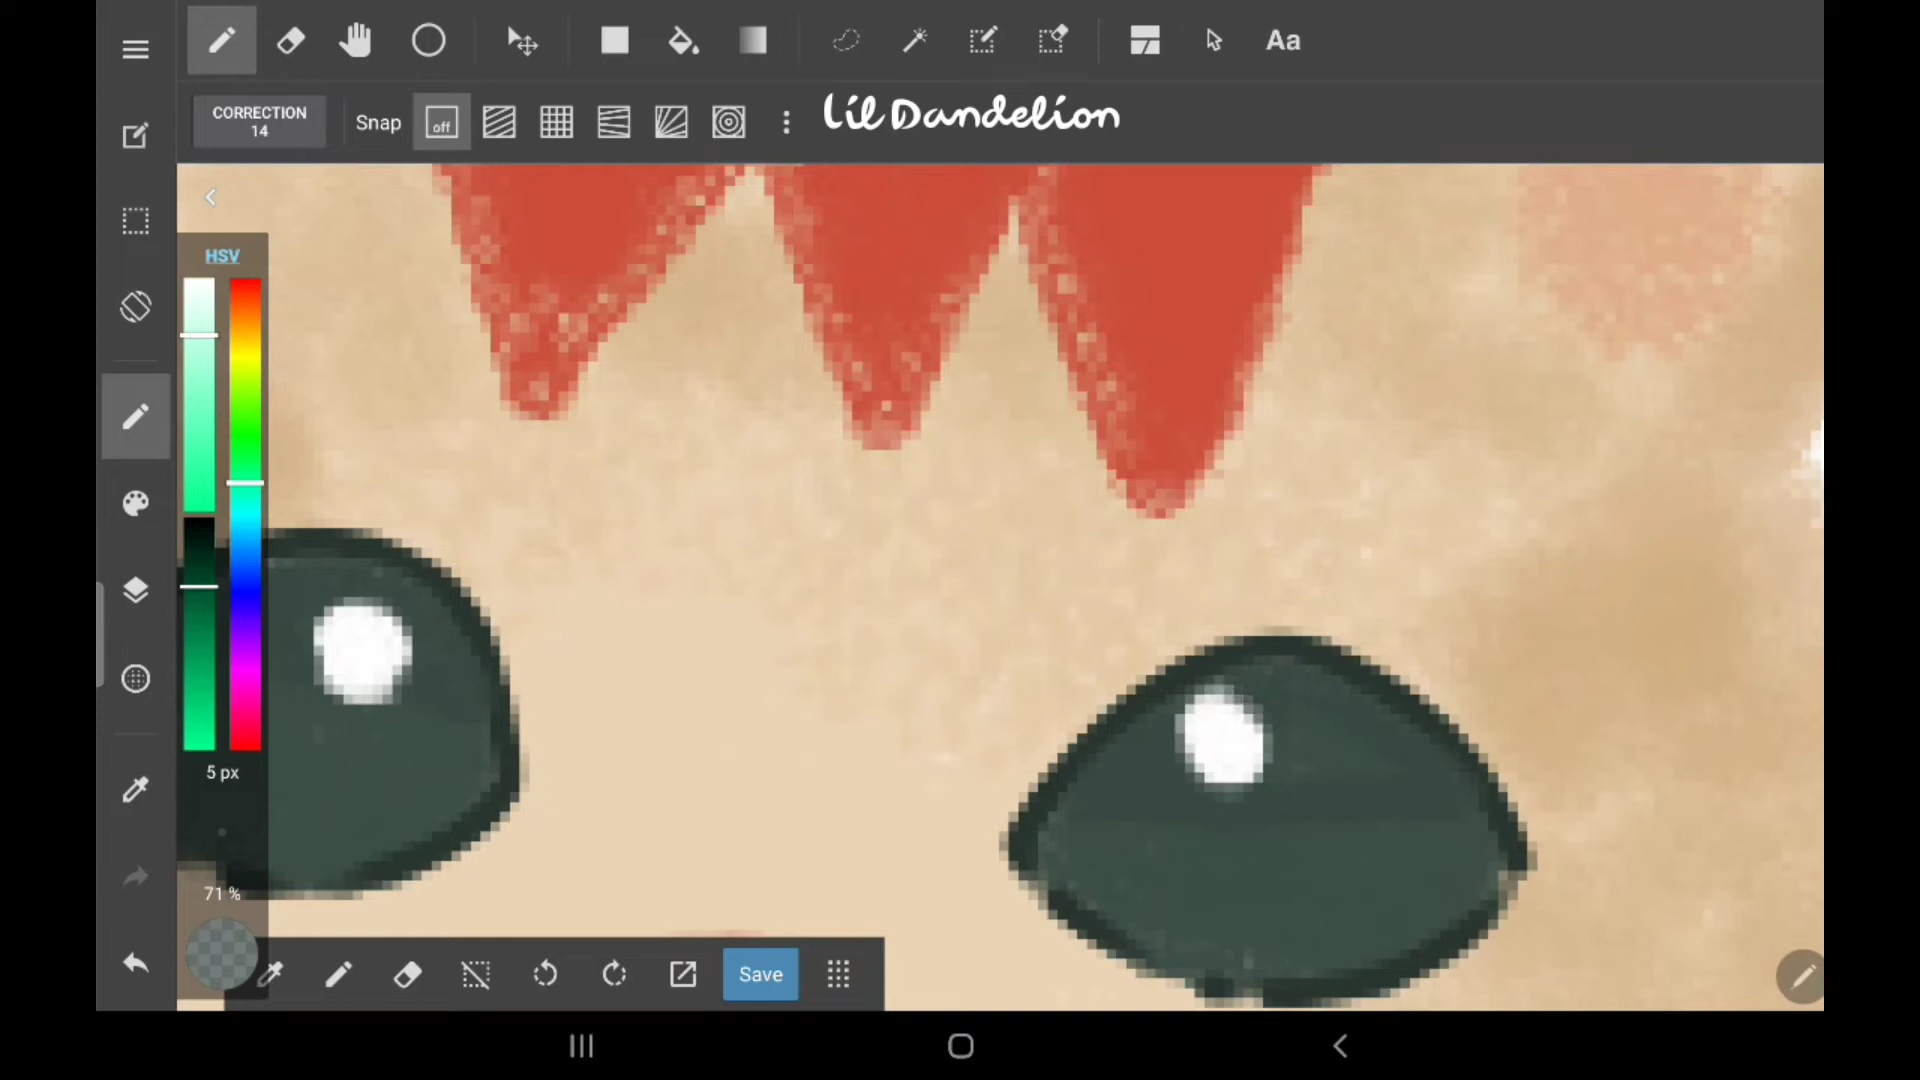 Aa
CORRECTION
14
Snap
off
Lil Dandelion
HSV
5 px
71 %
Save